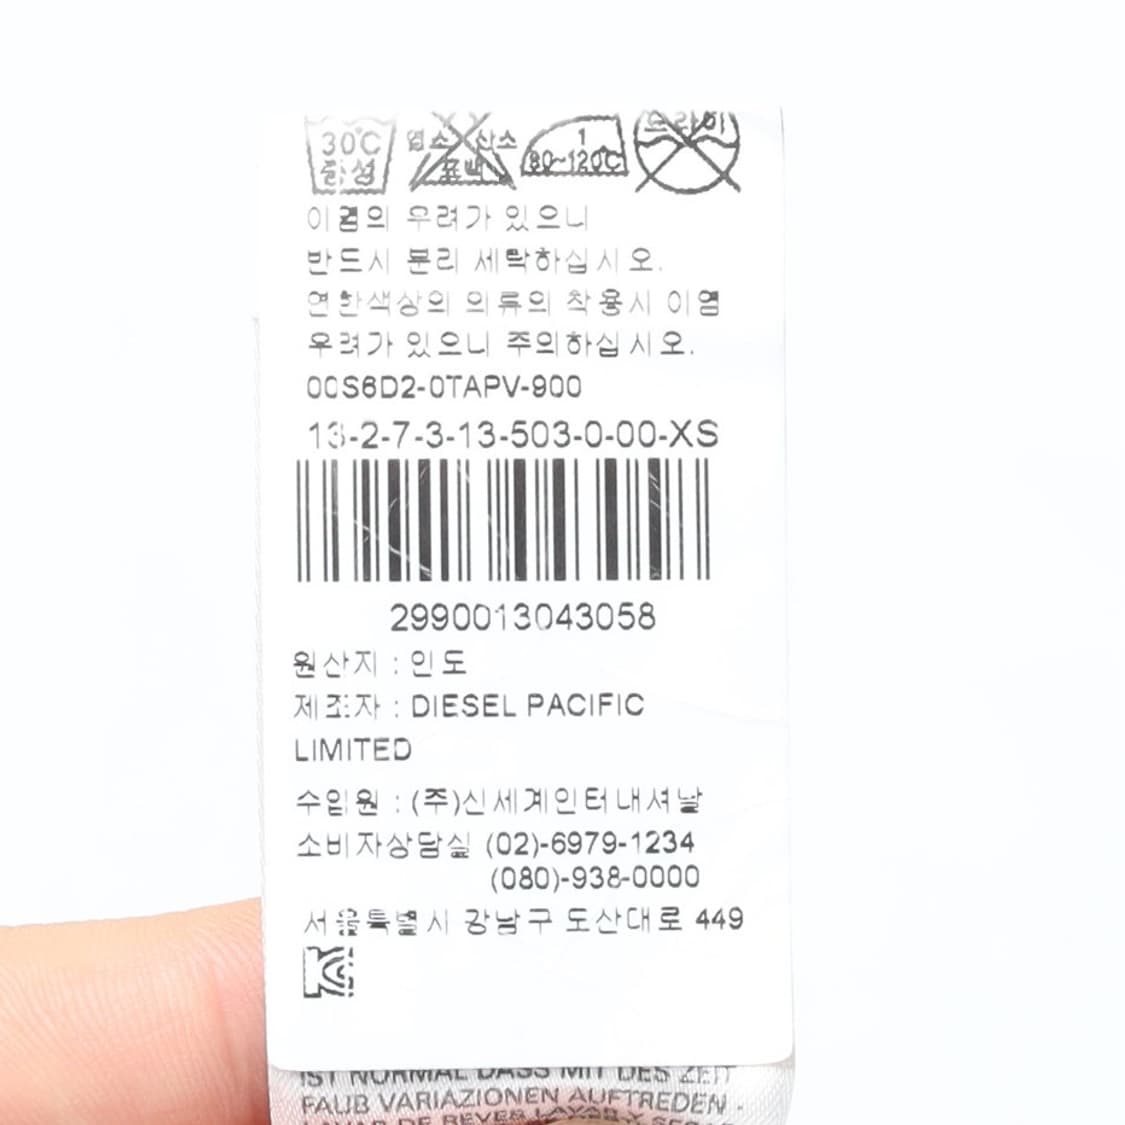 30℃
중성
염소 산소
표백
1
80~120℃
드라이
이염의 우려가 있으니
반드시 분리 세탁하십시오.
연한색상의 의류의 착용시 이염
우려가 있으니 주의하십시오.
00S6D2-0TAPV-900
13-2-7-3-13-503-0-00-XS
2990013043058
원산지 : 인도
제조자 : DIESEL PACIFIC
LIMITED
수입원 : (주)신세계인터내셔날
소비자상담실 (02)-6979-1234
(080)-938-0000
서울특별시 강남구 도산대로 449
IST NORMAL DASS MIT DES ZEIT
FAUB VARIAZIONEN AUFTREDEN -